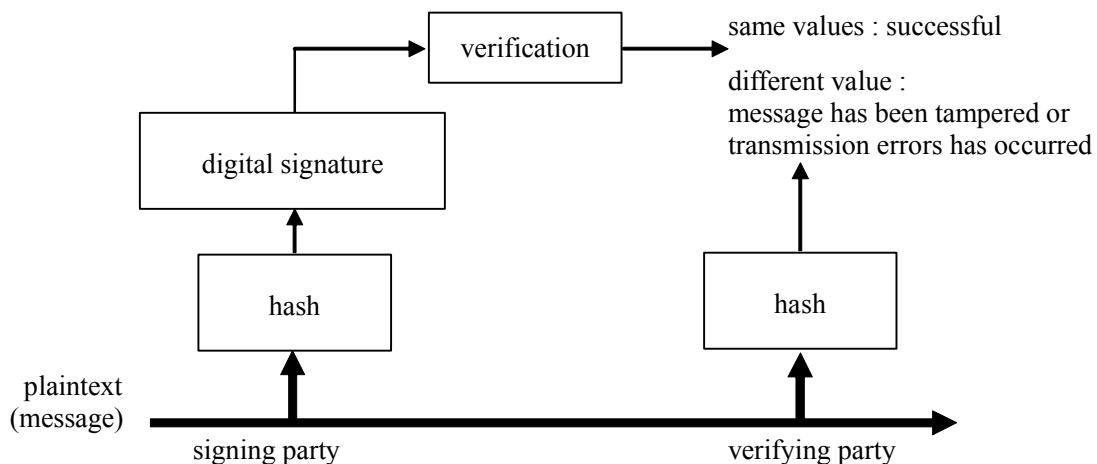 verification
same values : successful
different value :
message has been tampered or
transmission errors has occurred
digital signature
hash
hash
plaintext
(message)
signing party
verifying party